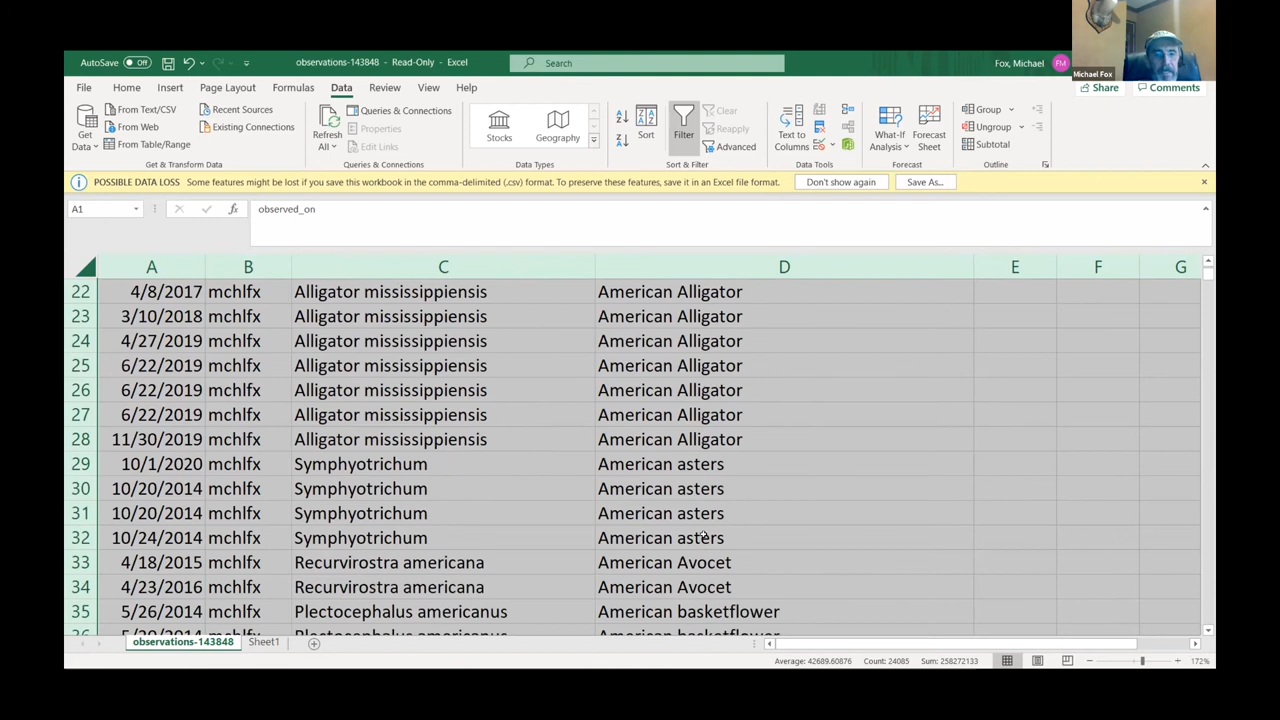 AutoSave Off observations-143848 - Read-Only - Excel Search Fox, Michael FM Michael Fox
File Home Insert Page Layout Formulas Data Review View Help Share Comments
Get Data From Text/CSV Recent Sources
From Web Existing Connections
From Table/Range
Get & Transform Data
Refresh All Queries & Connections
Properties
Edit Links
Queries & Connections
Stocks Geography
Data Types
Sort Filter Clear
Reapply
Advanced
Sort & Filter
Text to Columns
Data Tools
What-If Analysis Forecast Sheet
Forecast
Group
Ungroup
Subtotal
Outline
POSSIBLE DATA LOSS Some features might be lost if you save this workbook in the comma-delimited (.csv) format. To preserve these features, save it in an Excel file format. Don't show again Save As...
A1 fx observed_on
A B C D E F G
22 4/8/2017 mchlfx Alligator mississippiensis American Alligator
23 3/10/2018 mchlfx Alligator mississippiensis American Alligator
24 4/27/2019 mchlfx Alligator mississippiensis American Alligator
25 6/22/2019 mchlfx Alligator mississippiensis American Alligator
26 6/22/2019 mchlfx Alligator mississippiensis American Alligator
27 6/22/2019 mchlfx Alligator mississippiensis American Alligator
28 11/30/2019 mchlfx Alligator mississippiensis American Alligator
29 10/1/2020 mchlfx Symphyotrichum American asters
30 10/20/2014 mchlfx Symphyotrichum American asters
31 10/20/2014 mchlfx Symphyotrichum American asters
32 10/24/2014 mchlfx Symphyotrichum American asters
33 4/18/2015 mchlfx Recurvirostra americana American Avocet
34 4/23/2016 mchlfx Recurvirostra americana American Avocet
35 5/26/2014 mchlfx Plectocephalus americanus American basketflower
observations-143848 Sheet1
Average: 42689.60876 Count: 24085 Sum: 258272133 172%